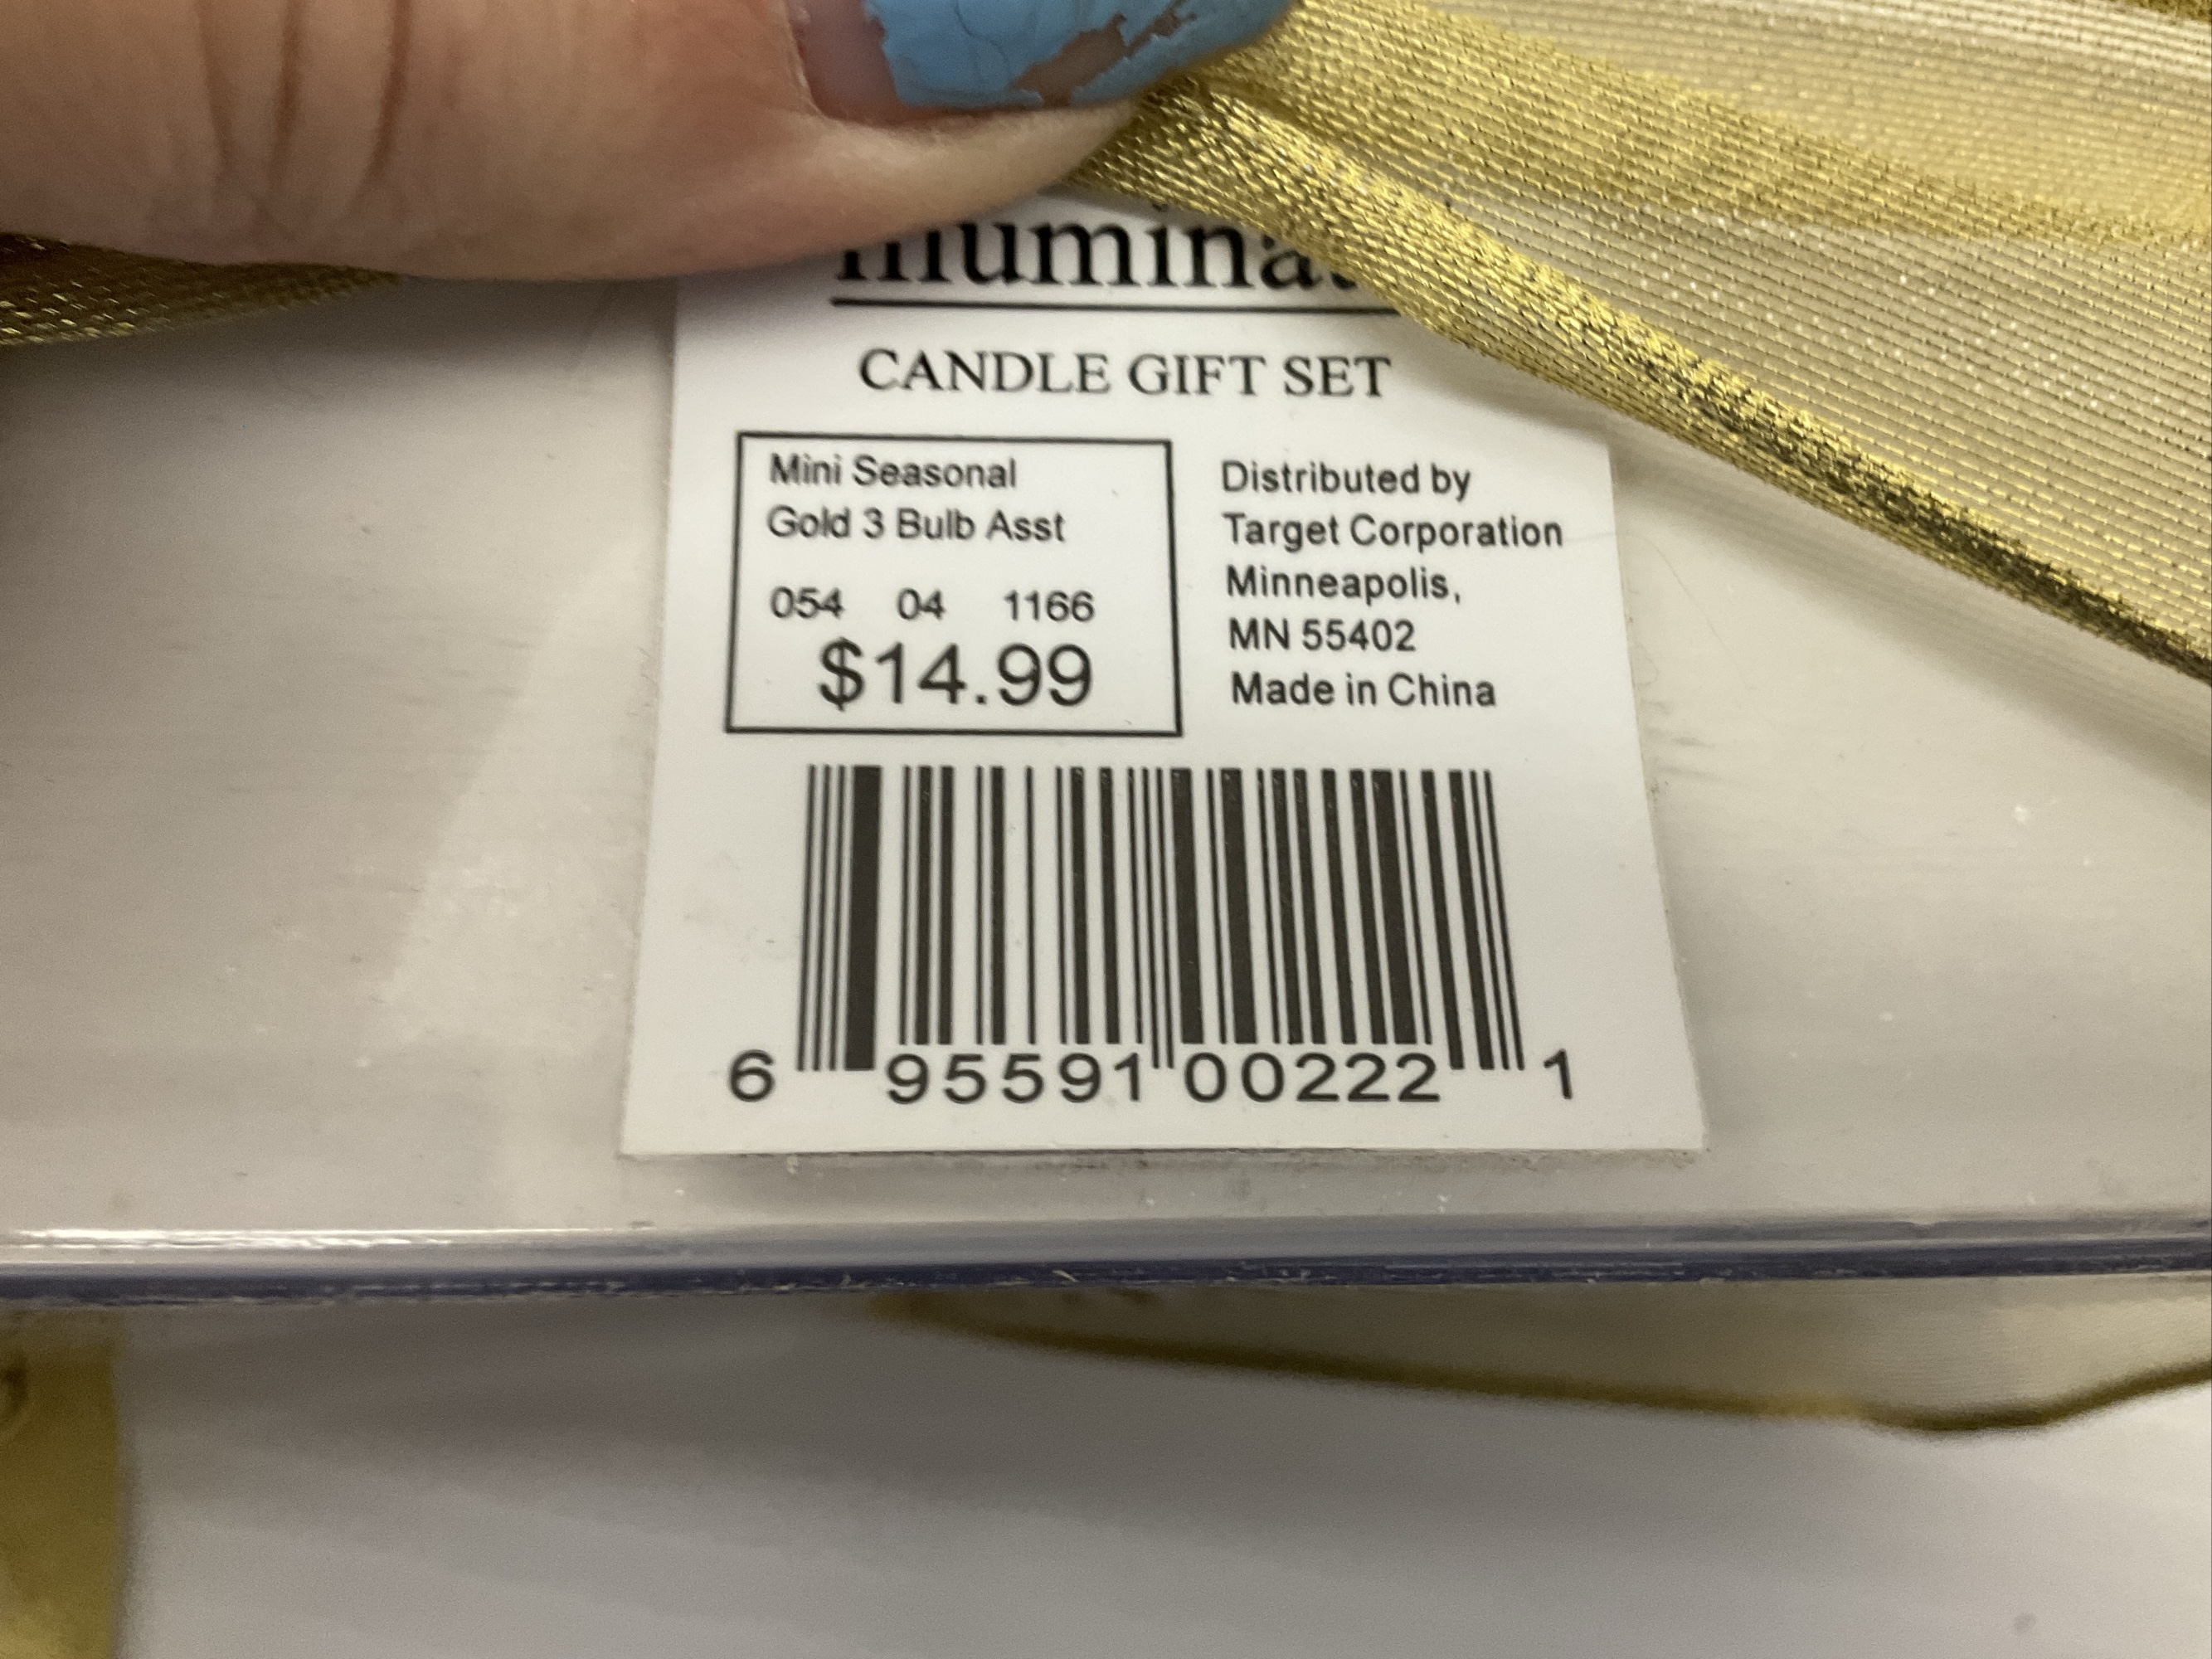 CANDLE GIFT SET
Mini Seasonal
Gold 3 Bulb Asst
054 04 1166
$14.99
Distributed by
Target Corporation
Minneapolis,
MN 55402
Made in China
6 95591 00222 1